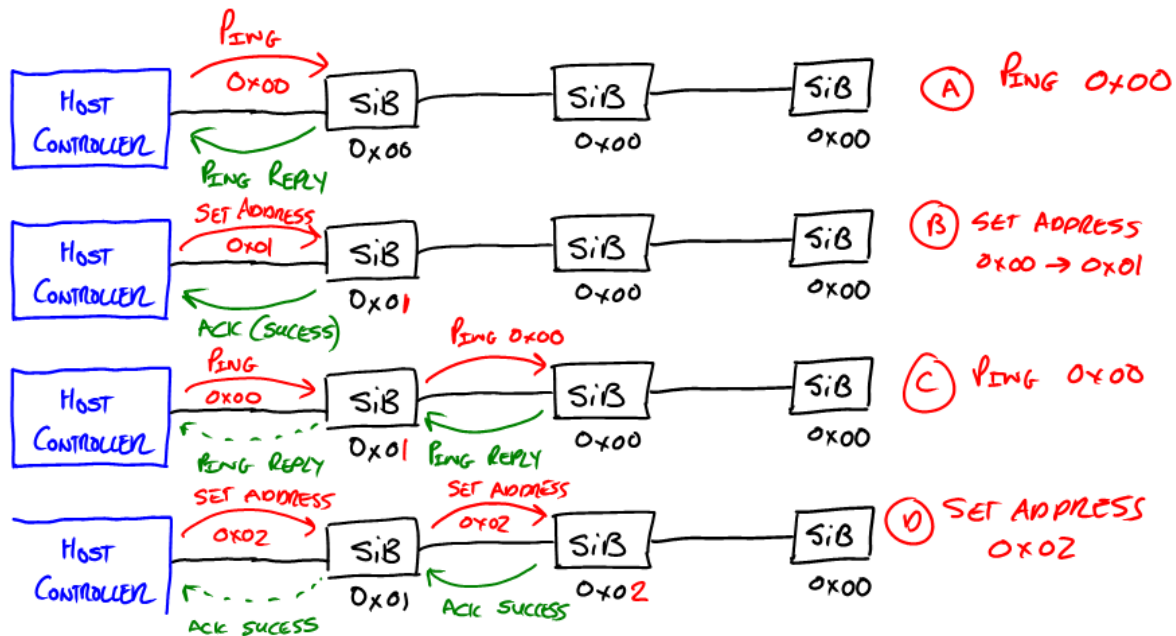 PING
0x00
HOST
CONTROLLER
SiB
SiB
SiB
0x00
0x00
0x00
PING REPLY
A PING 0x00
SET ADDRESS
0x01
HOST
CONTROLLER
SiB
SiB
SiB
0x01
0x00
0x00
ACK (SUCESS)
B SET ADDRESS
0x00 → 0x01
PING
0x00
PING 0x00
HOST
CONTROLLER
SiB
SiB
SiB
0x01
0x00
0x00
PING REPLY
PING REPLY
C PING 0x00
SET ADDRESS
0x02
SET ADDRESS
0x02
HOST
CONTROLLER
SiB
SiB
SiB
0x01
0x02
0x00
ACK SUCESS
ACK SUCCESS
D SET ADDRESS
0x02